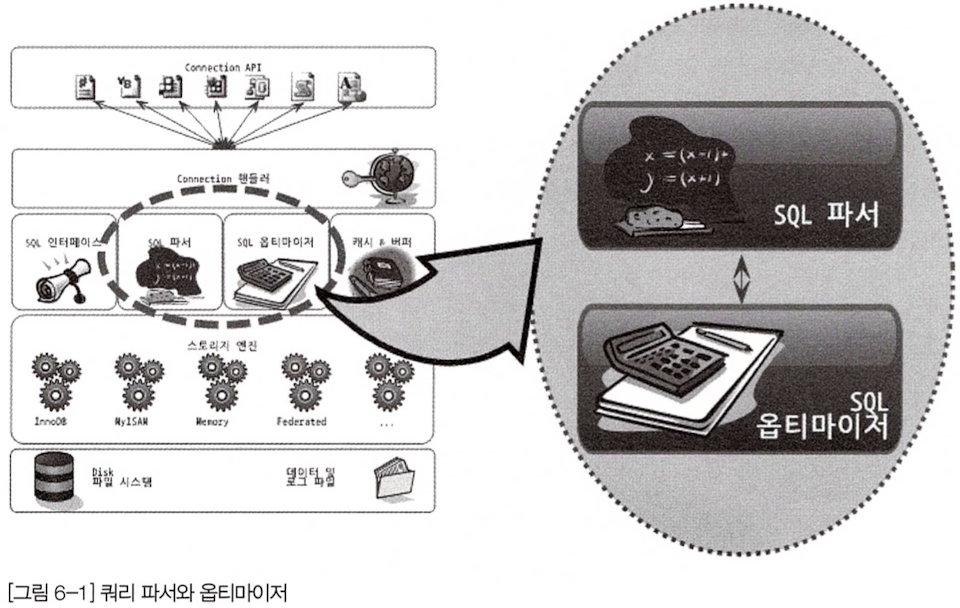 Connection API
Connection 핸들러
SQL 인터페이스
SQL 파서
SQL 옵티마이저
캐시 & 버퍼
스토리지 엔진
InnoDB
MyISAM
Memory
Federated
...
Disk
파일 시스템
데이터 및
로그 파일
x =(x-1)+
y =(x+1)
SQL 파서
SQL
옵티마이저
[그림 6-1] 쿼리 파서와 옵티마이저